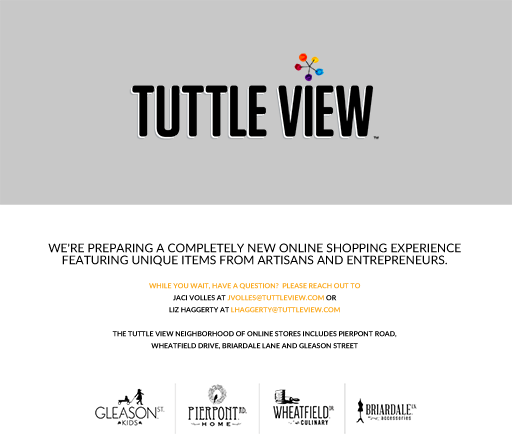 TUTTLE VIEW™
WE'RE PREPARING A COMPLETELY NEW ONLINE SHOPPING EXPERIENCE
FEATURING UNIQUE ITEMS FROM ARTISANS AND ENTREPRENEURS.
WHILE YOU WAIT, HAVE A QUESTION? PLEASE REACH OUT TO
JACI VOLLES AT JVOLLES@TUTTLEVIEW.COM OR
LIZ HAGGERTY AT LHAGGERTY@TUTTLEVIEW.COM
THE TUTTLE VIEW NEIGHBORHOOD OF ONLINE STORES INCLUDES PIERPONT ROAD,
WHEATFIELD DRIVE, BRIARDALE LANE AND GLEASON STREET
GLEASON ST.
KIDS
PIERPONT RD.
HOME
WHEATFIELD DR.
CULINARY
BRIARDALE LN.
ACCESSORIES